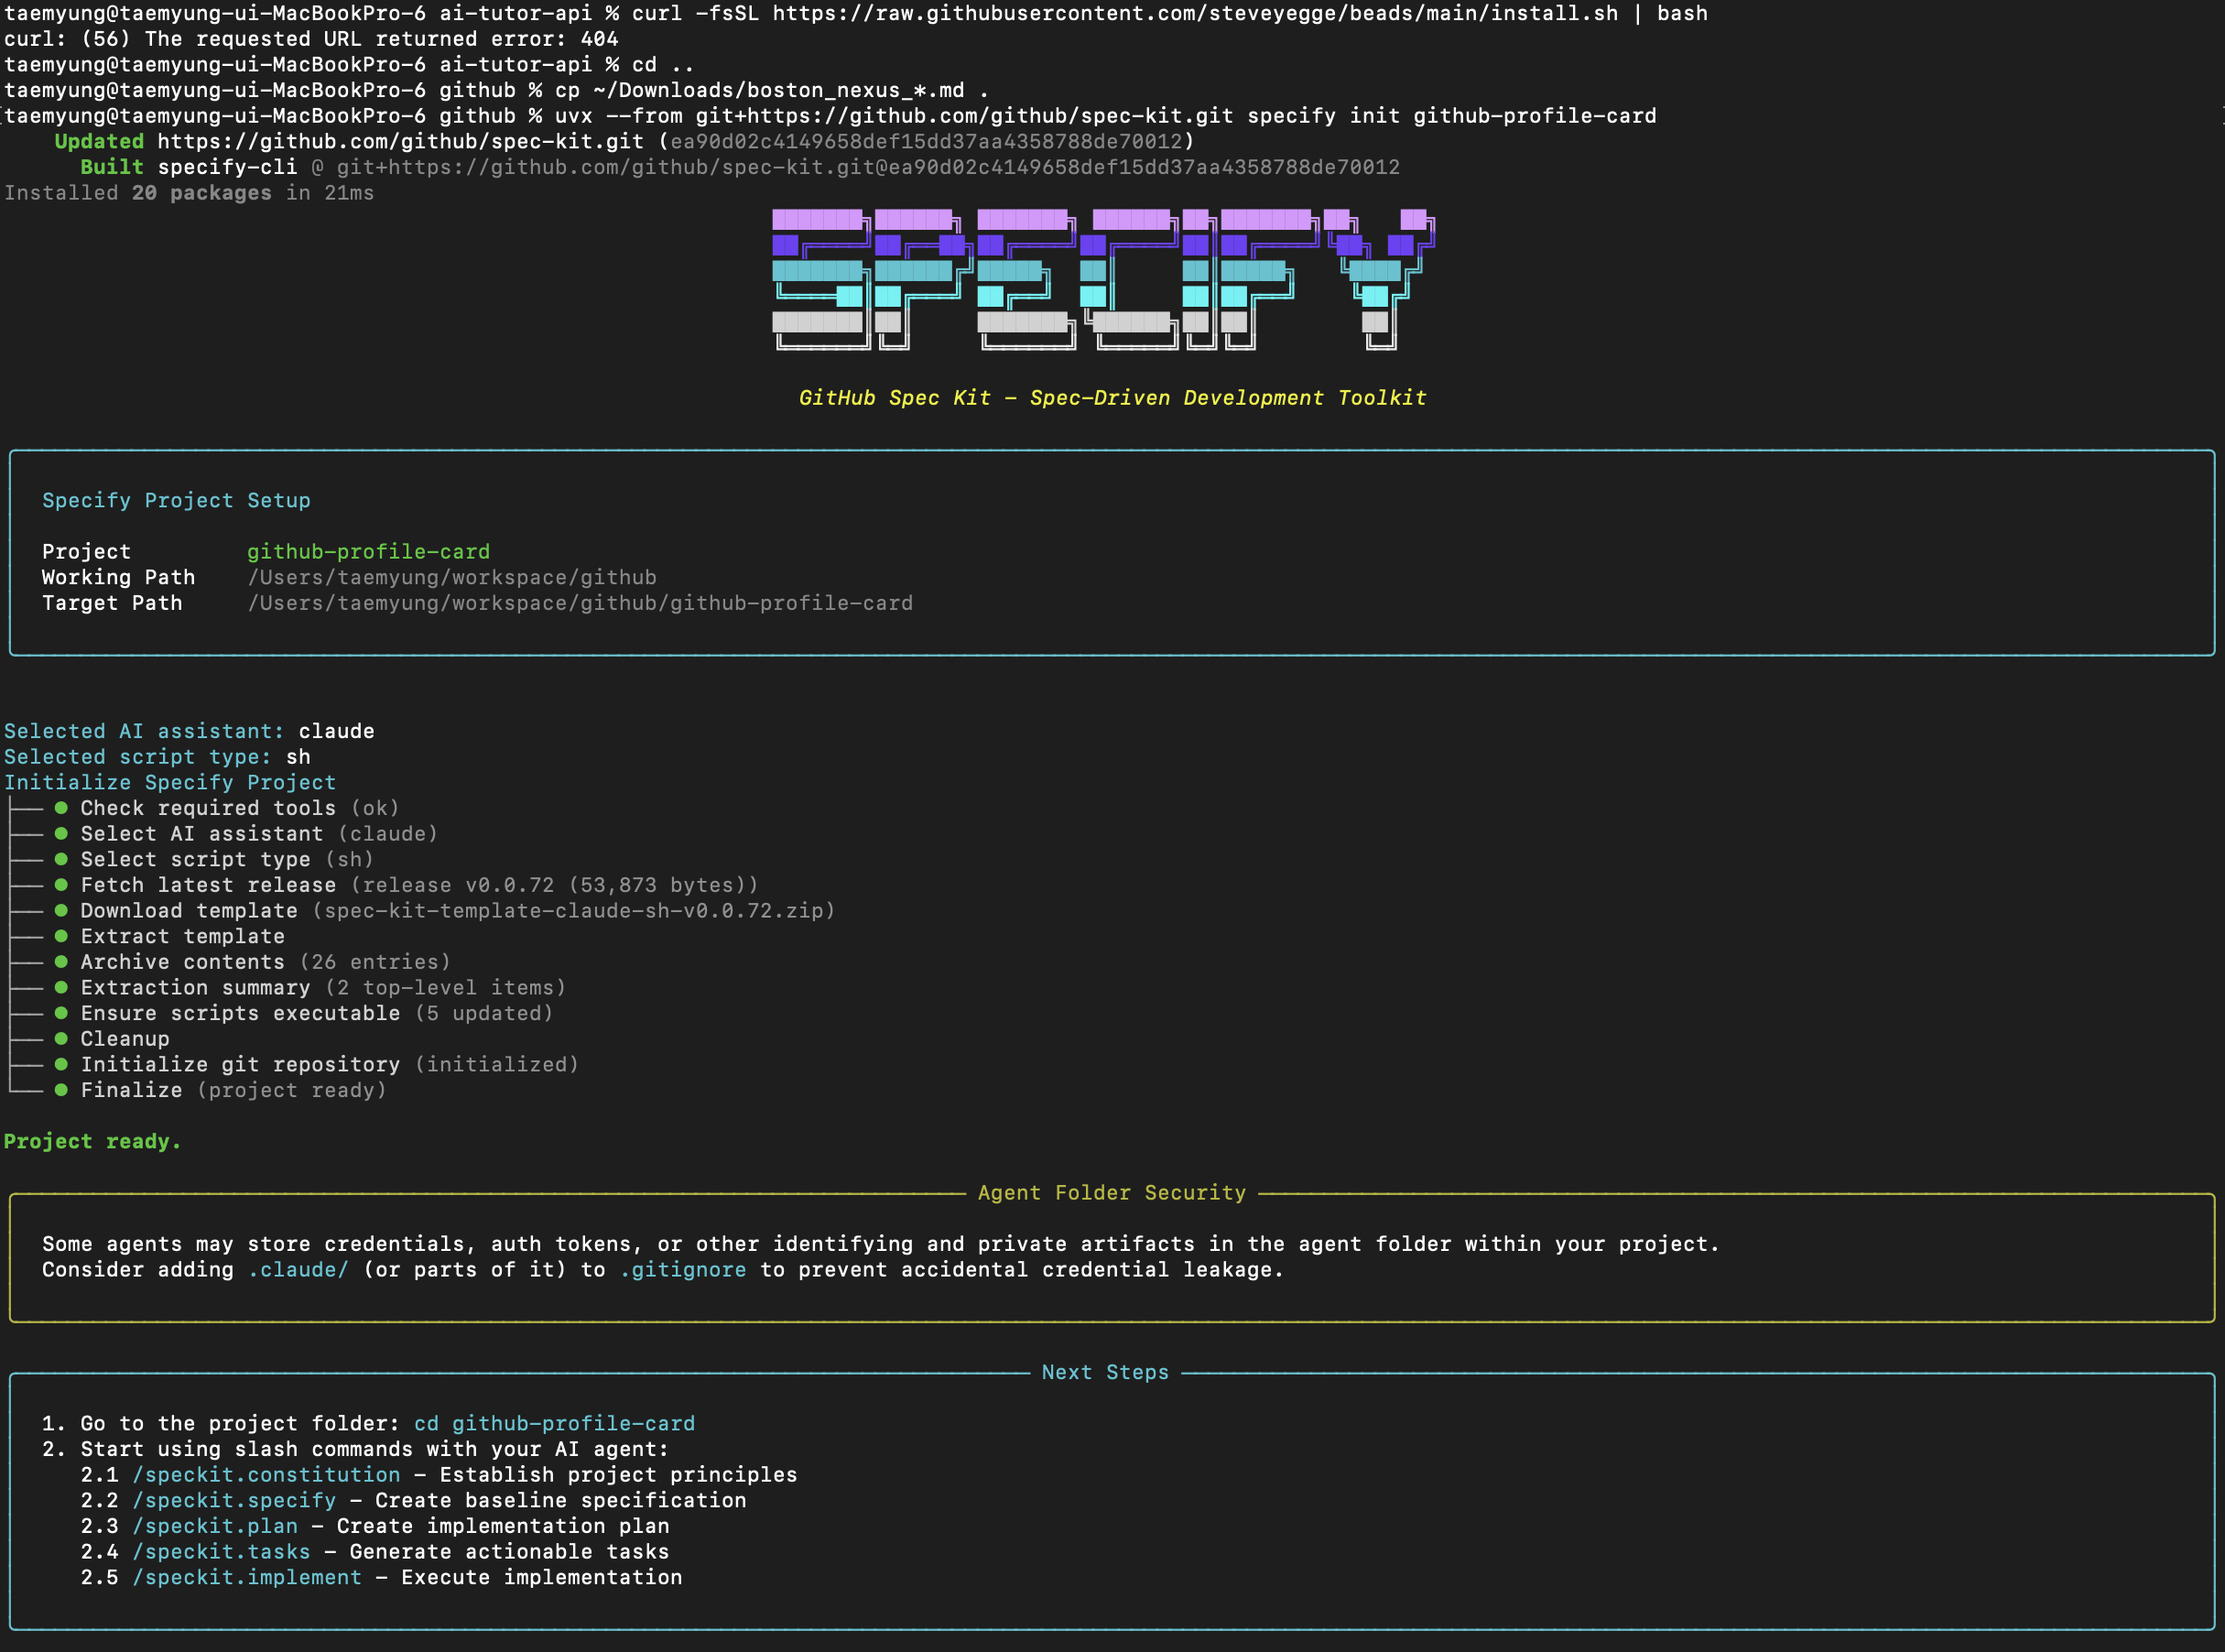 taemyung@taemyung-ui-MacBookPro-6 ai-tutor-api % curl -fsSL https://raw.githubusercontent.com/steveyegge/beads/main/install.sh | bash
curl: (56) The requested URL returned error: 404
taemyung@taemyung-ui-MacBookPro-6 ai-tutor-api % cd ..
taemyung@taemyung-ui-MacBookPro-6 github % cp ~/Downloads/boston_nexus_*.md .
[taemyung@taemyung-ui-MacBookPro-6 github % uvx --from git+https://github.com/github/spec-kit.git specify init github-profile-card
Updated https://github.com/github/spec-kit.git (ea90d02c4149658def15dd37aa4358788de70012)
Built specify-cli @ git+https://github.com/github/spec-kit.git@ea90d02c4149658def15dd37aa4358788de70012
Installed 20 packages in 21ms
SPECIFY
GitHub Spec Kit - Spec-Driven Development Toolkit
Specify Project Setup
Project github-profile-card
Working Path /Users/taemyung/workspace/github
Target Path /Users/taemyung/workspace/github/github-profile-card
Selected AI assistant: claude
Selected script type: sh
Initialize Specify Project
├── ● Check required tools (ok)
├── ● Select AI assistant (claude)
├── ● Select script type (sh)
├── ● Fetch latest release (release v0.0.72 (53,873 bytes))
├── ● Download template (spec-kit-template-claude-sh-v0.0.72.zip)
├── ● Extract template
├── ● Archive contents (26 entries)
├── ● Extraction summary (2 top-level items)
├── ● Ensure scripts executable (5 updated)
├── ● Cleanup
├── ● Initialize git repository (initialized)
└── ● Finalize (project ready)
Project ready.
Agent Folder Security
Some agents may store credentials, auth tokens, or other identifying and private artifacts in the agent folder within your project.
Consider adding .claude/ (or parts of it) to .gitignore to prevent accidental credential leakage.
Next Steps
1. Go to the project folder: cd github-profile-card
2. Start using slash commands with your AI agent:
2.1 /speckit.constitution - Establish project principles
2.2 /speckit.specify - Create baseline specification
2.3 /speckit.plan - Create implementation plan
2.4 /speckit.tasks - Generate actionable tasks
2.5 /speckit.implement - Execute implementation